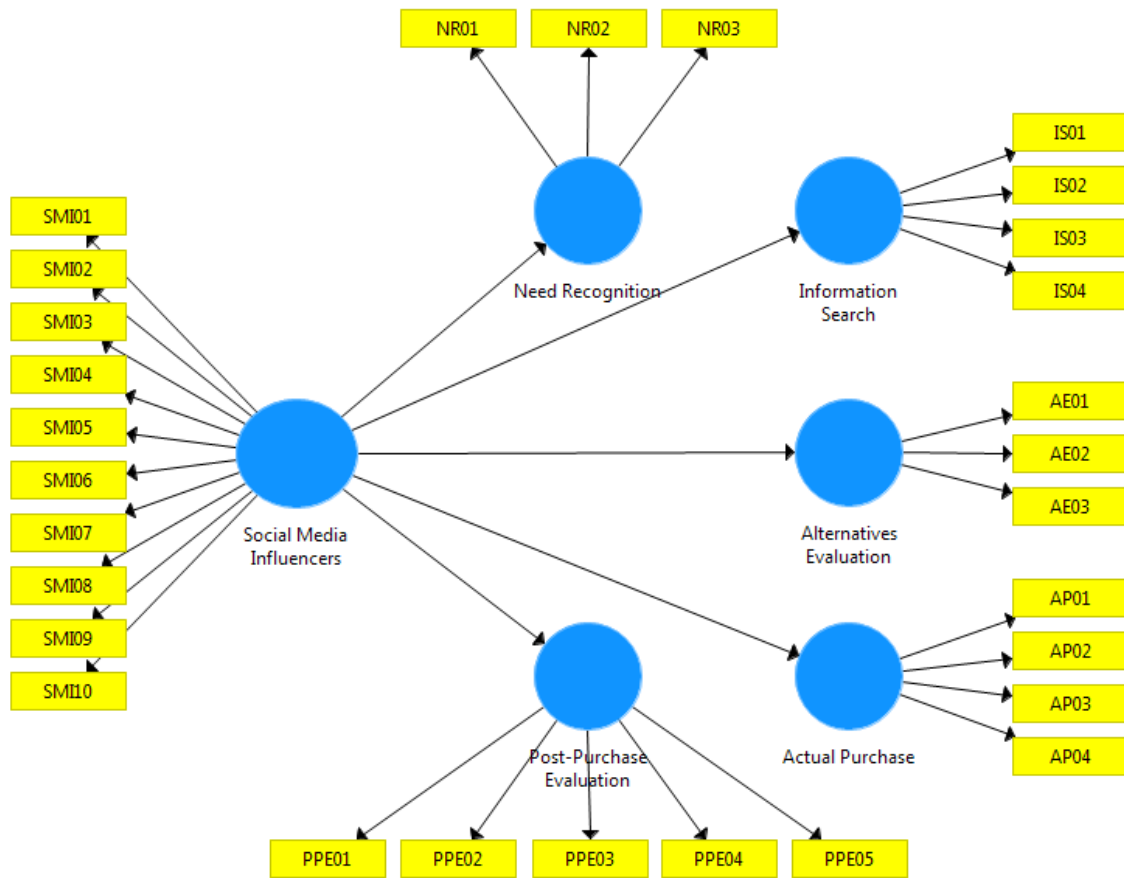 NR01
NR02
NR03
IS01
IS02
IS03
IS04
Need Recognition
Information
Search
SMI01
SMI02
SMI03
SMI04
SMI05
SMI06
SMI07
SMI08
SMI09
SMI10
Social Media
Influencers
AE01
AE02
AE03
Alternatives
Evaluation
AP01
AP02
AP03
AP04
Post-Purchase
Evaluation
Actual Purchase
PPE01
PPE02
PPE03
PPE04
PPE05